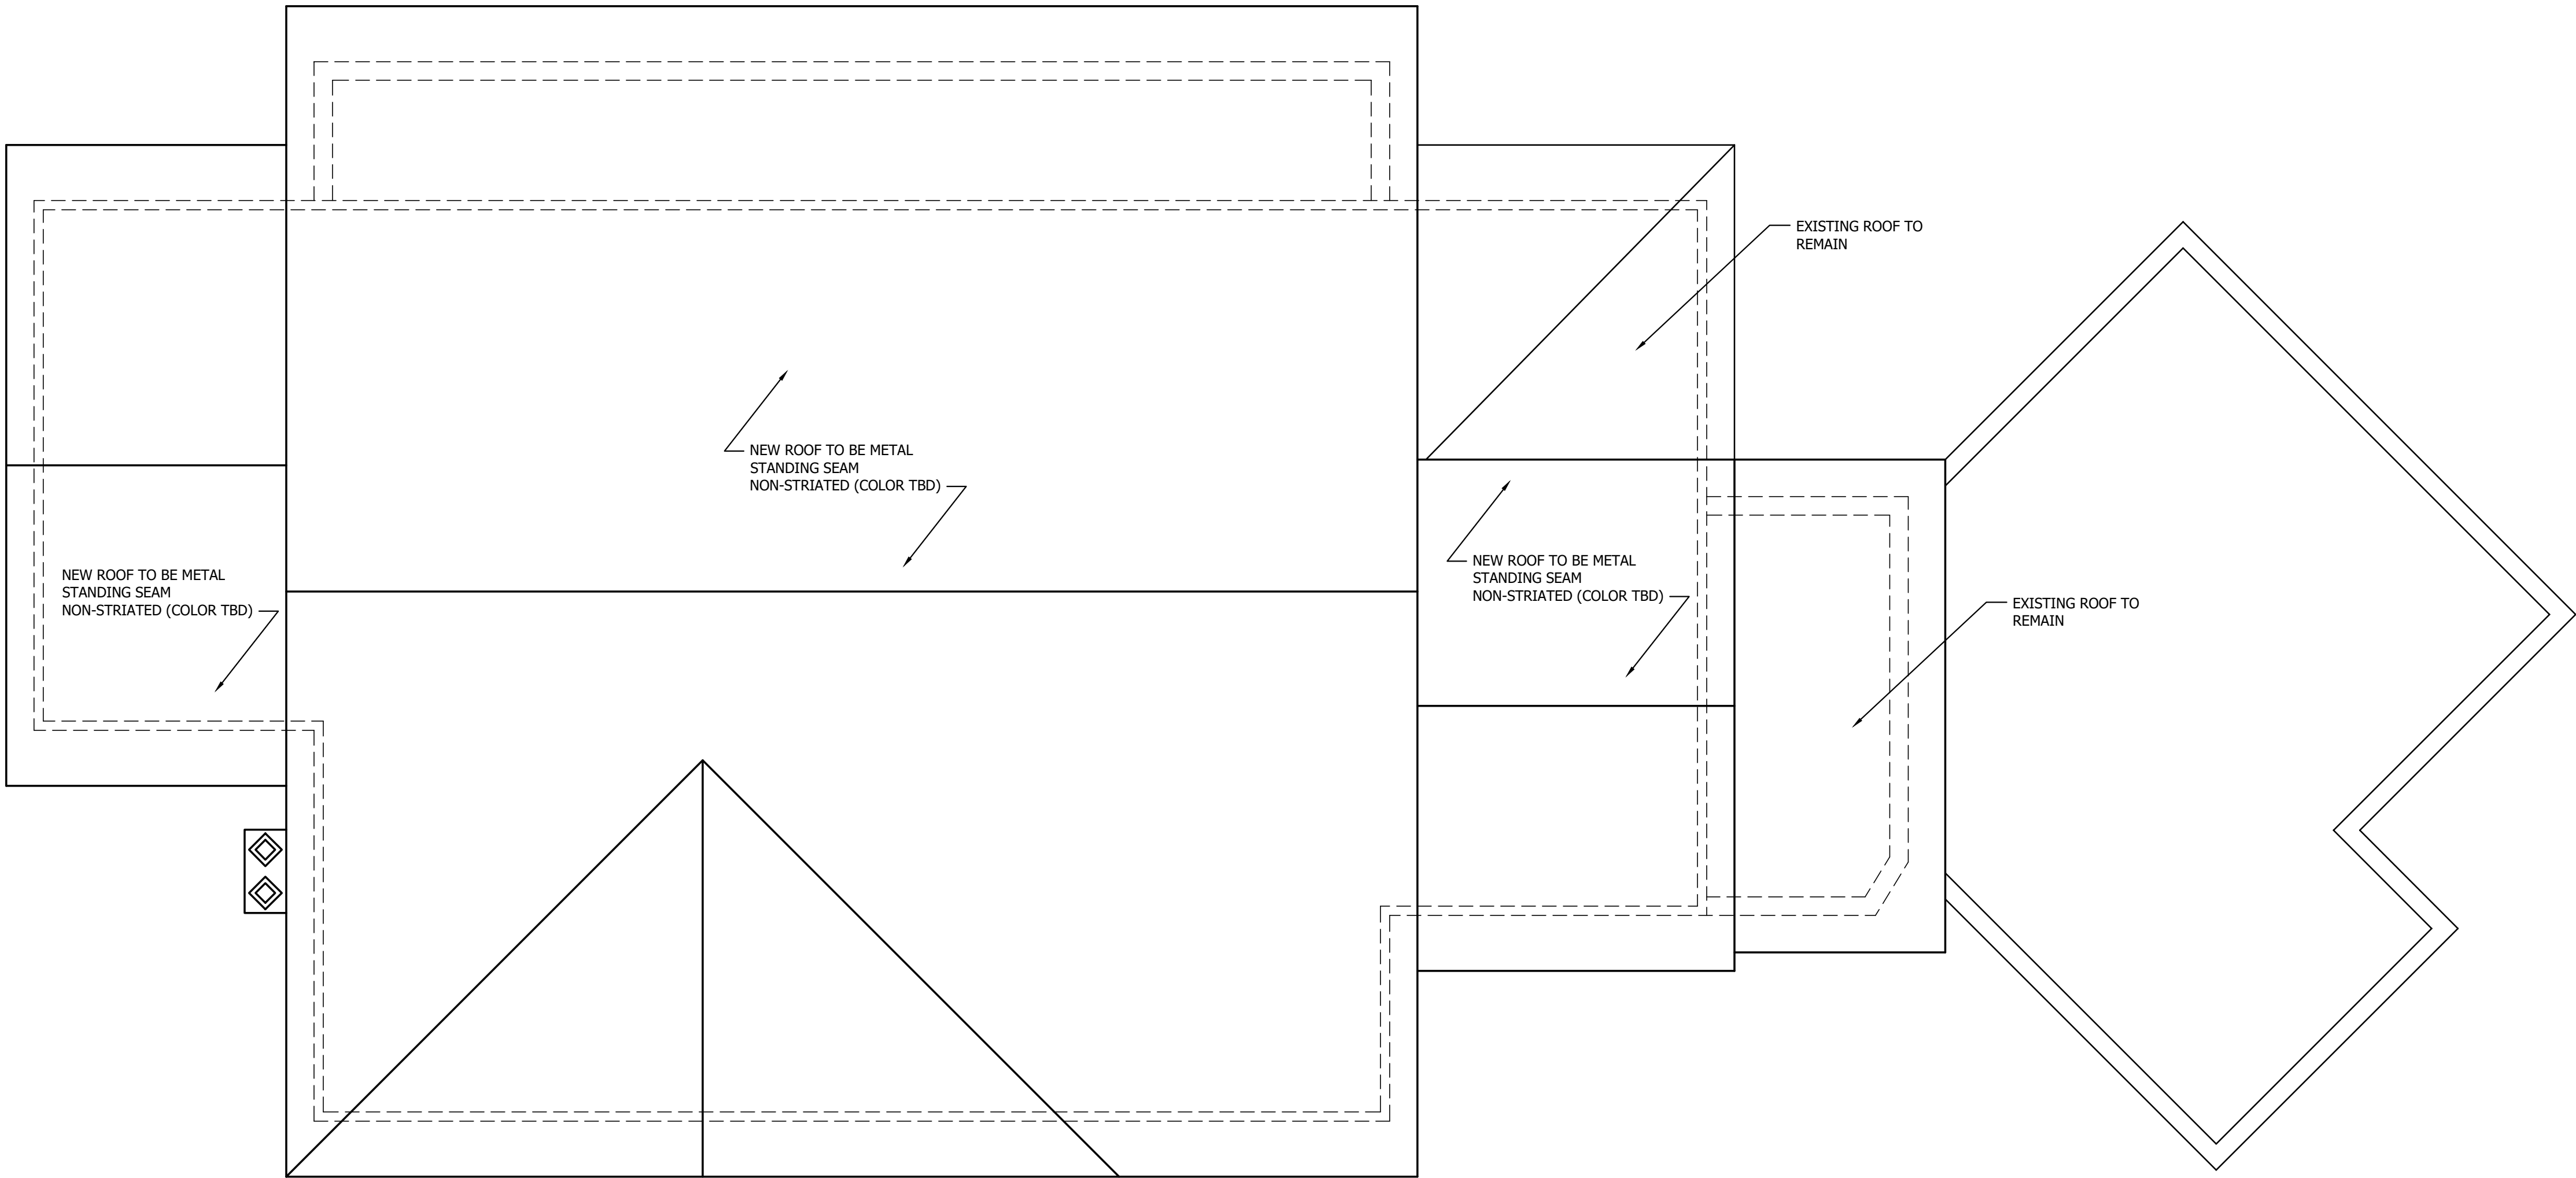 EXISTING ROOF TO
REMAIN
NEW ROOF TO BE METAL
STANDING SEAM
NON-STRIATED (COLOR TBD)
NEW ROOF TO BE METAL
STANDING SEAM
NON-STRIATED (COLOR TBD)
NEW ROOF TO BE METAL
STANDING SEAM
NON-STRIATED (COLOR TBD)
EXISTING ROOF TO
REMAIN